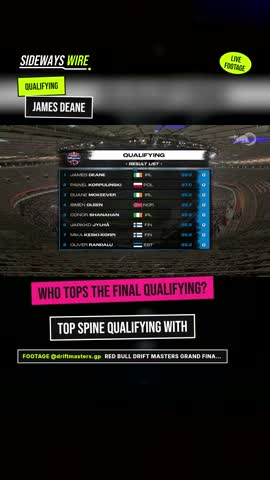 SIDEWAYS WIRE.
LIVE
FOOTAGE
QUALIFYING
JAMES DEANE
QUALIFYING
RESULT LIST
1 JAMES DEANE IRL
2 PAWEL KORPULINSKI POL
3 DUANE MCKEEVER IRL
4 SIMEN OLSEN NOR
5 CONOR SHANAHAN IRL
6 JARKKO JYLHÄ FIN
7 MIKA KESKI-KORPI FIN
8 OLIVER RANDALU EST
WHO TOPS THE FINAL QUALIFYING?
TOP SPINE QUALIFYING WITH
FOOTAGE @driftmasters.gp RED BULL DRIFT MASTERS GRAND FINA...